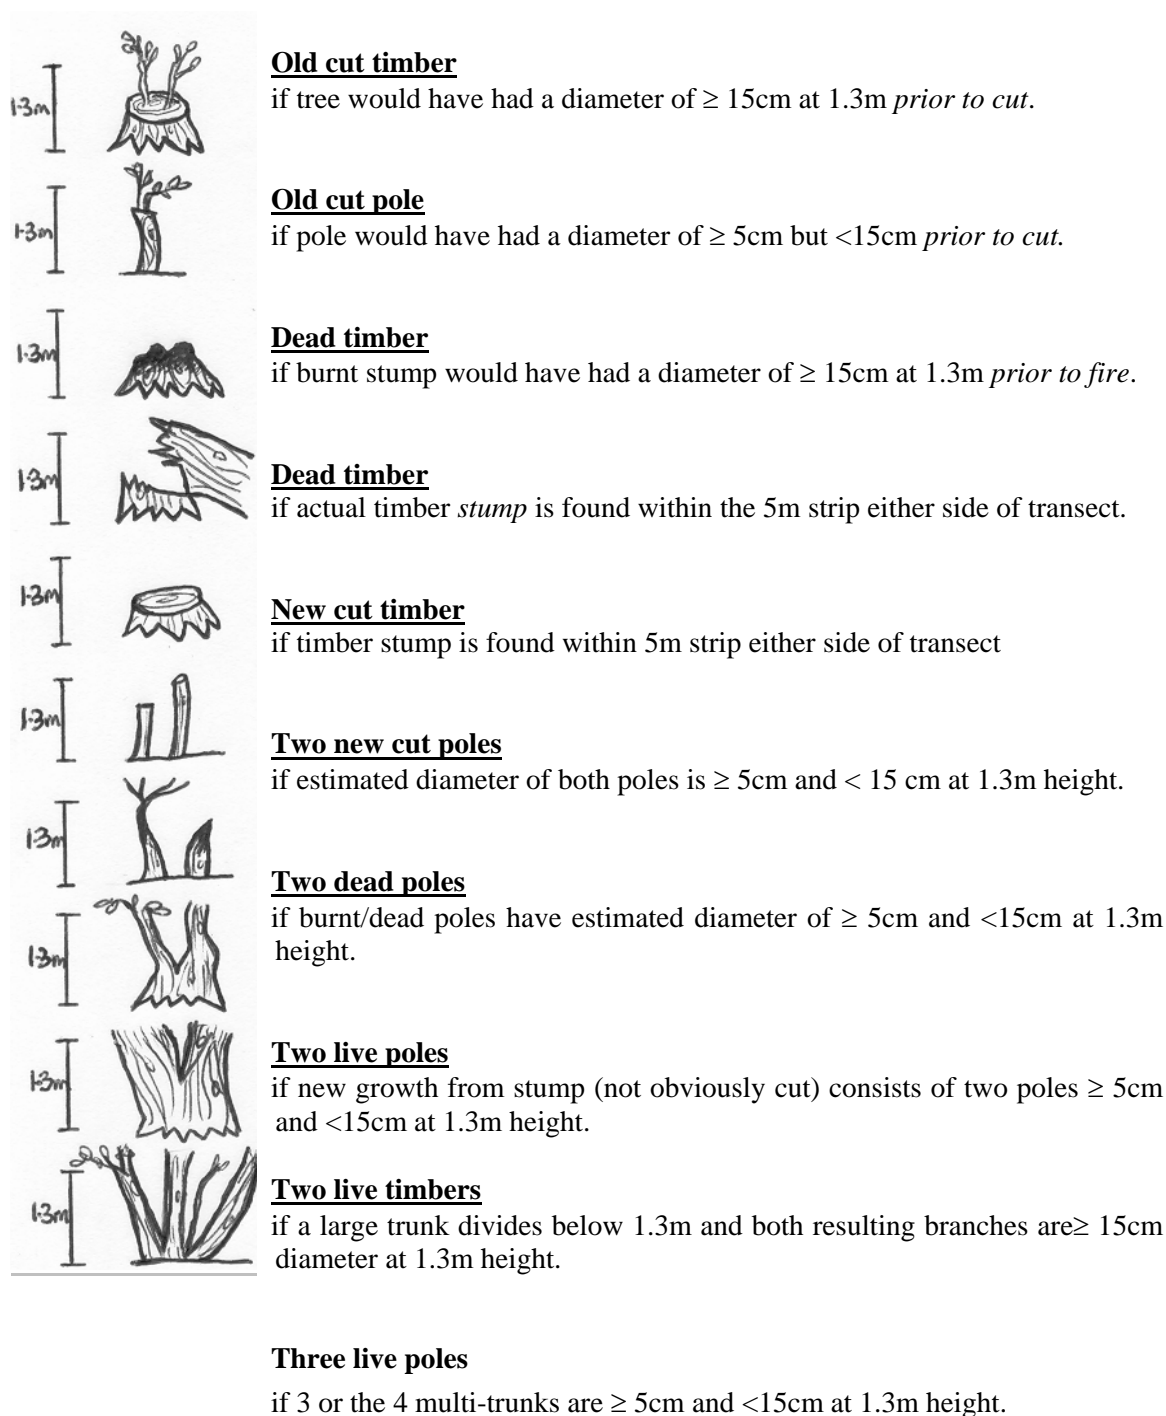 1·3m
Old cut timber
if tree would have had a diameter of ≥ 15cm at 1.3m prior to cut.
1·3m
Old cut pole
if pole would have had a diameter of ≥ 5cm but <15cm prior to cut.
1·3m
Dead timber
if burnt stump would have had a diameter of ≥ 15cm at 1.3m prior to fire.
1·3m
Dead timber
if actual timber stump is found within the 5m strip either side of transect.
1·3m
New cut timber
if timber stump is found within 5m strip either side of transect
1·3m
Two new cut poles
if estimated diameter of both poles is ≥ 5cm and < 15 cm at 1.3m height.
1·3m
Two dead poles
if burnt/dead poles have estimated diameter of ≥ 5cm and <15cm at 1.3m
height.
1·3m
Two live poles
if new growth from stump (not obviously cut) consists of two poles ≥ 5cm
and <15cm at 1.3m height.
1·3m
Two live timbers
if a large trunk divides below 1.3m and both resulting branches are≥ 15cm
diameter at 1.3m height.
1·3m
Three live poles
if 3 or the 4 multi-trunks are ≥ 5cm and <15cm at 1.3m height.